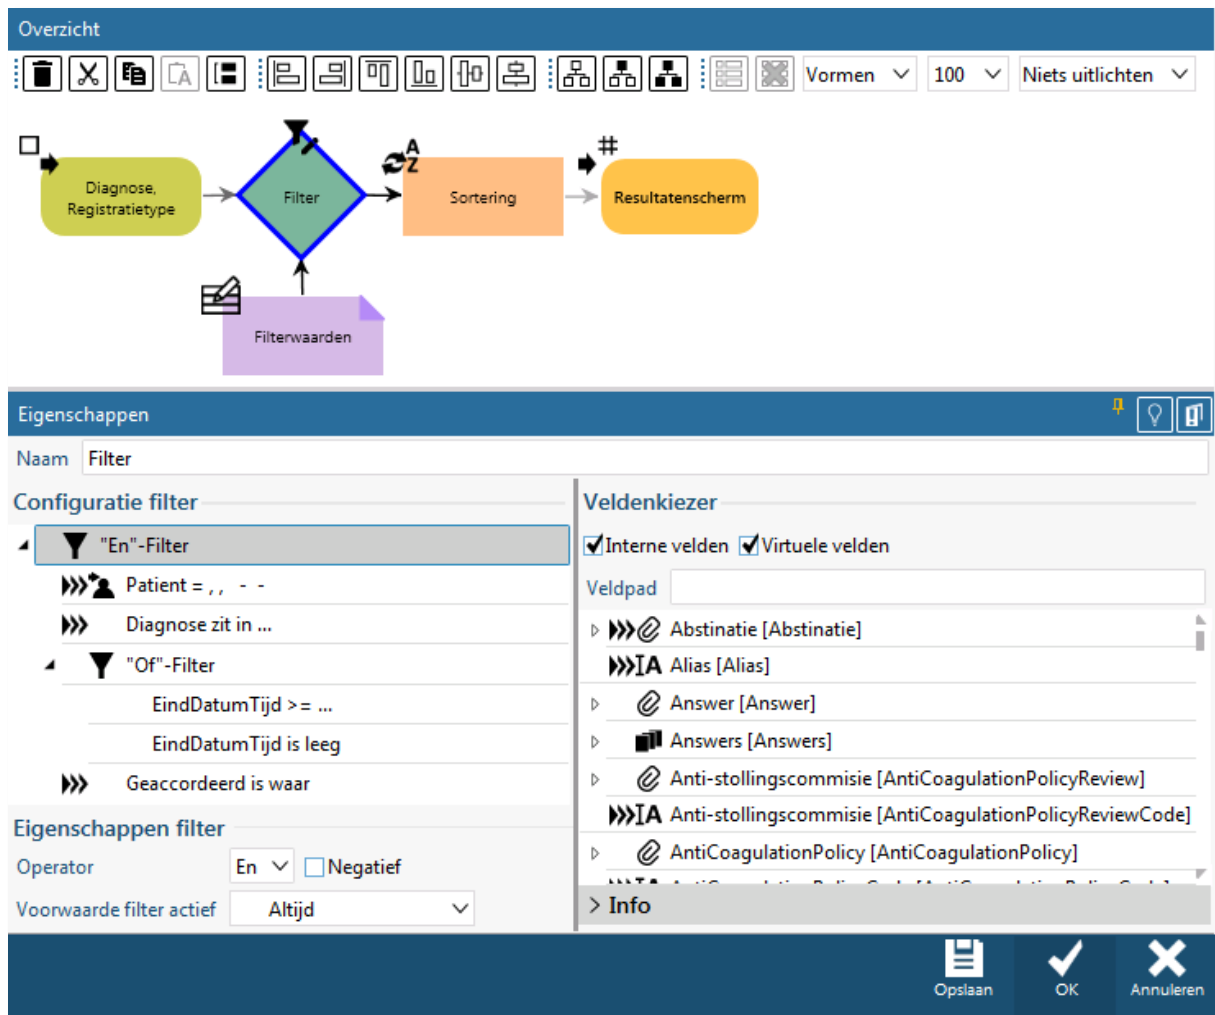 Overzicht
Vormen 100 Niets uitlichten
Diagnose,
Registratietype
Filter
Sortering
Resultatenscherm
Filterwaarden
Eigenschappen
Naam Filter
Configuratie filter
"En"-Filter
Patient = , ,  - -
Diagnose zit in ...
"Of"-Filter
EindDatumTijd >= ...
EindDatumTijd is leeg
Geaccordeerd is waar
Eigenschappen filter
Operator En Negatief
Voorwaarde filter actief Altijd
Veldenkiezer
Interne velden Virtuele velden
Veldpad
Abstinatie [Abstinatie]
Alias [Alias]
Answer [Answer]
Answers [Answers]
Anti-stollingscommisie [AntiCoagulationPolicyReview]
Anti-stollingscommisie [AntiCoagulationPolicyReviewCode]
AntiCoagulationPolicy [AntiCoagulationPolicy]
> Info
Opslaan OK Annuleren